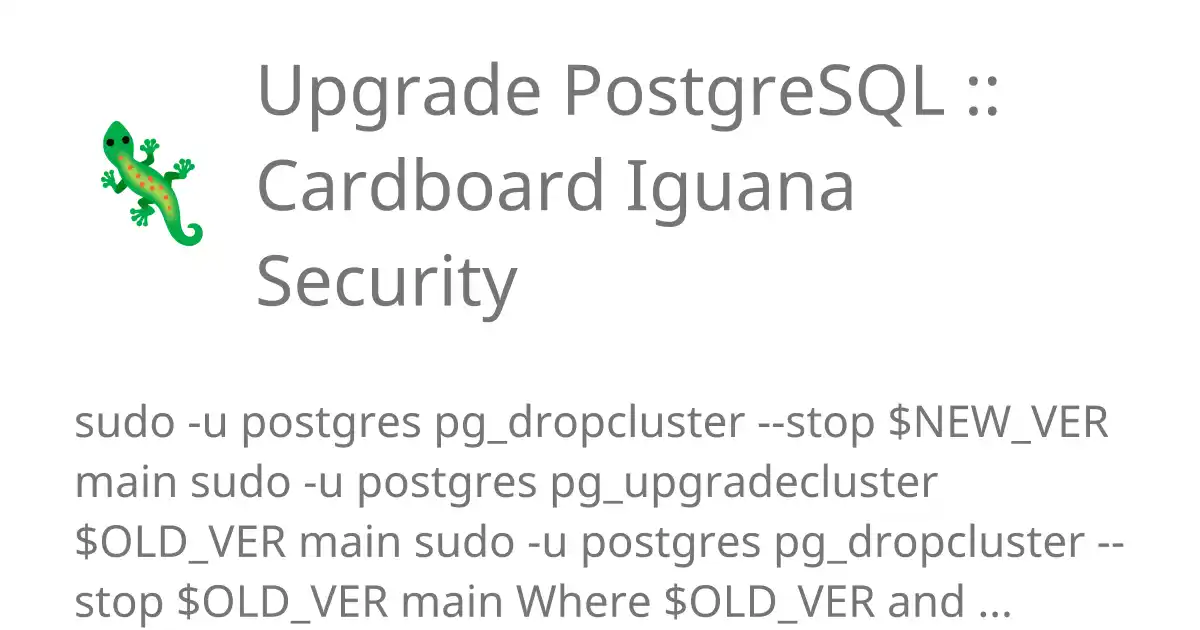 Upgrade PostgreSQL ::
Cardboard Iguana
Security
sudo -u postgres pg_dropcluster --stop $NEW_VER
main sudo -u postgres pg_upgradecluster
$OLD_VER main sudo -u postgres pg_dropcluster --
stop $OLD_VER main Where $OLD_VER and ...